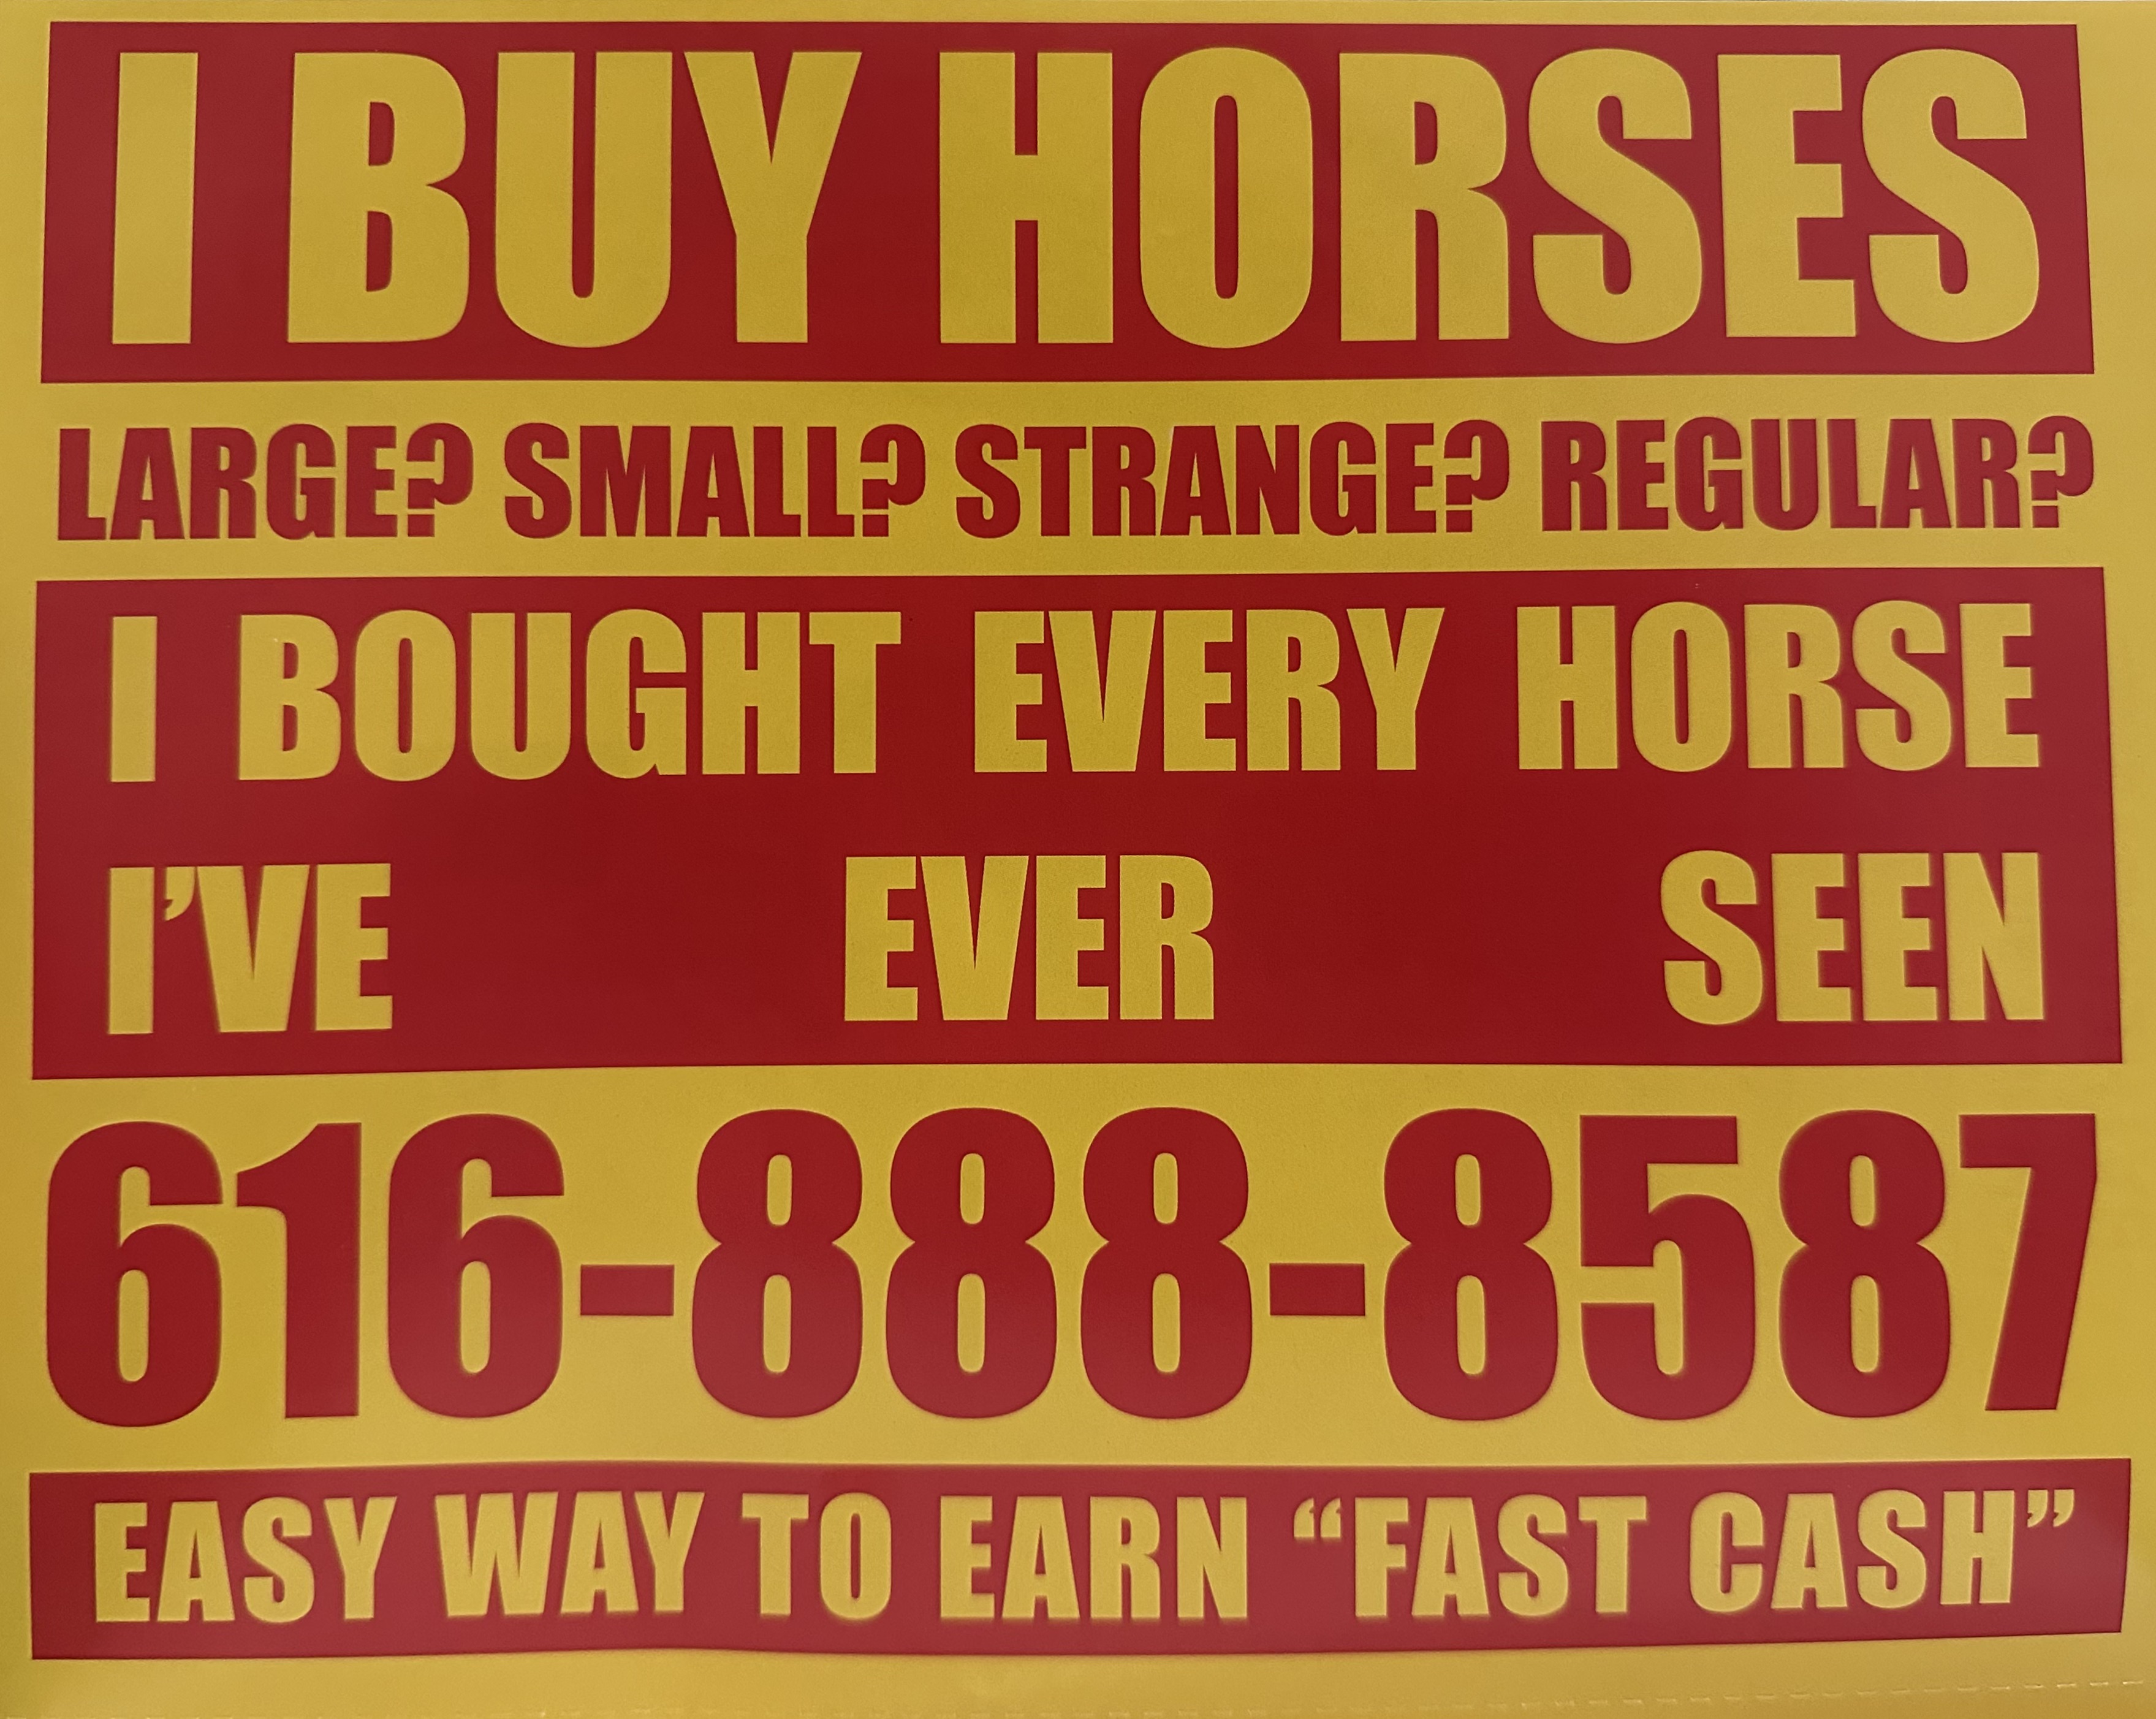 I BUY HORSES
LARGE? SMALL? STRANGE? REGULAR?
I BOUGHT EVERY HORSE
I’VE EVER SEEN
616-888-8587
EASY WAY TO EARN “FAST CASH”